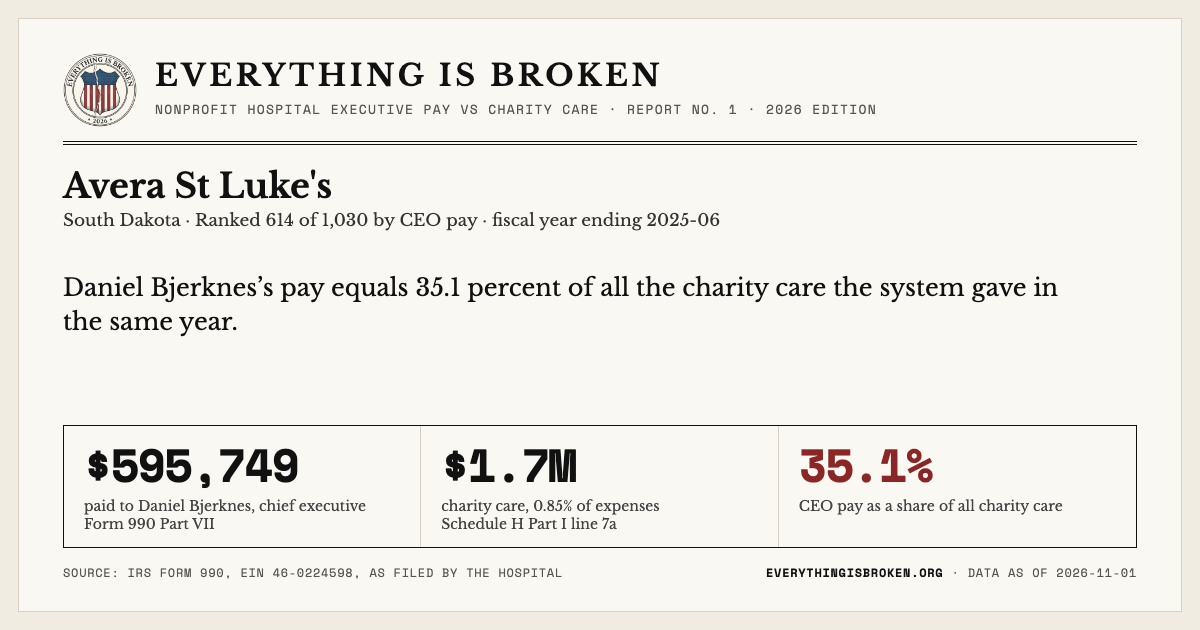 EVERYTHING IS BROKEN
· 2026 ·
EVERYTHING IS BROKEN
NONPROFIT HOSPITAL EXECUTIVE PAY VS CHARITY CARE · REPORT NO. 1 · 2026 EDITION
Avera St Luke's
South Dakota · Ranked 614 of 1,030 by CEO pay · fiscal year ending 2025-06
Daniel Bjerknes’s pay equals 35.1 percent of all the charity care the system gave in
the same year.
$595,749
paid to Daniel Bjerknes, chief executive
Form 990 Part VII
$1.7M
charity care, 0.85% of expenses
Schedule H Part I line 7a
35.1%
CEO pay as a share of all charity care
SOURCE: IRS FORM 990, EIN 46-0224598, AS FILED BY THE HOSPITAL
EVERYTHINGISBROKEN.ORG · DATA AS OF 2026-11-01